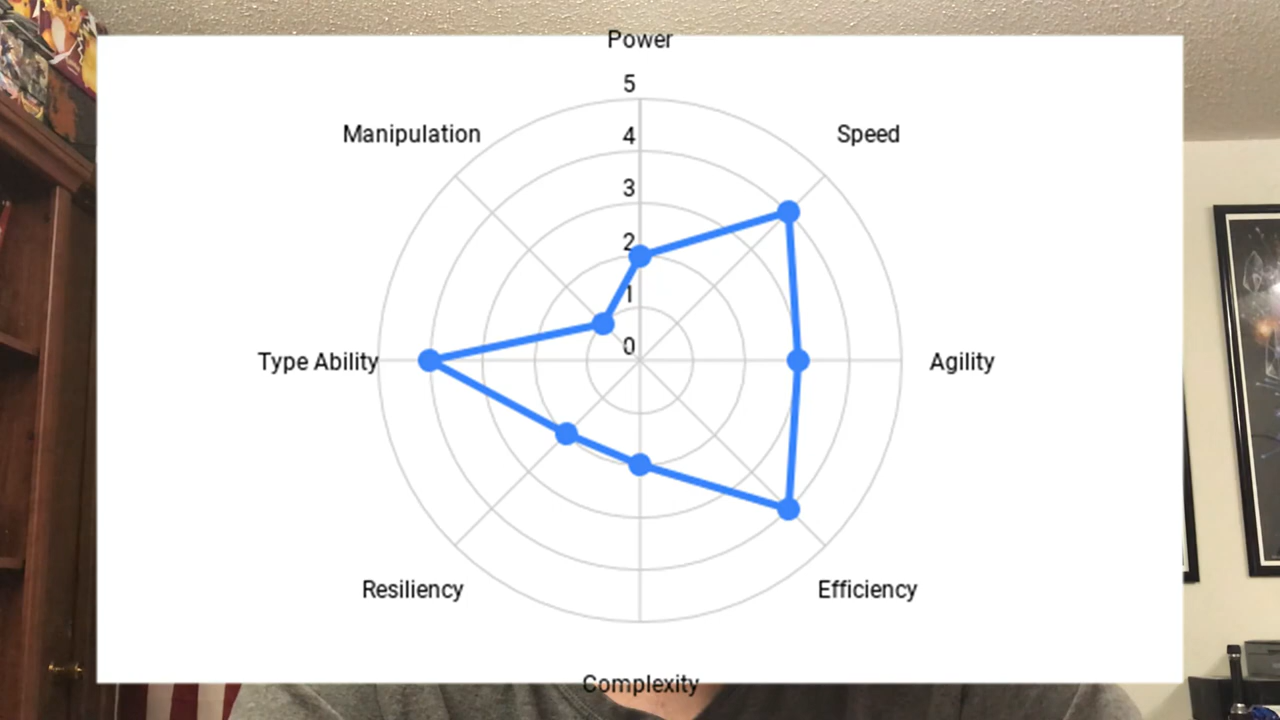 Power
5
Manipulation
4
Speed
3
2
1
0
Type Ability
Agility
Resiliency
Efficiency
Complexity